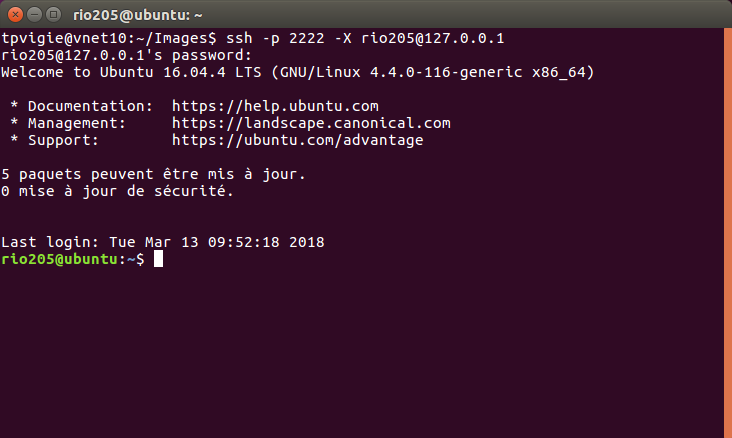 rio205@ubuntu: ~
tpvigie@vnet10:~/Images$ ssh -p 2222 -X rio205@127.0.0.1
rio205@127.0.0.1's password:
Welcome to Ubuntu 16.04.4 LTS (GNU/Linux 4.4.0-116-generic x86_64)
* Documentation:  https://help.ubuntu.com
* Management:     https://landscape.canonical.com
* Support:        https://ubuntu.com/advantage
5 paquets peuvent être mis à jour.
0 mise à jour de sécurité.
Last login: Tue Mar 13 09:52:18 2018
rio205@ubuntu:~$